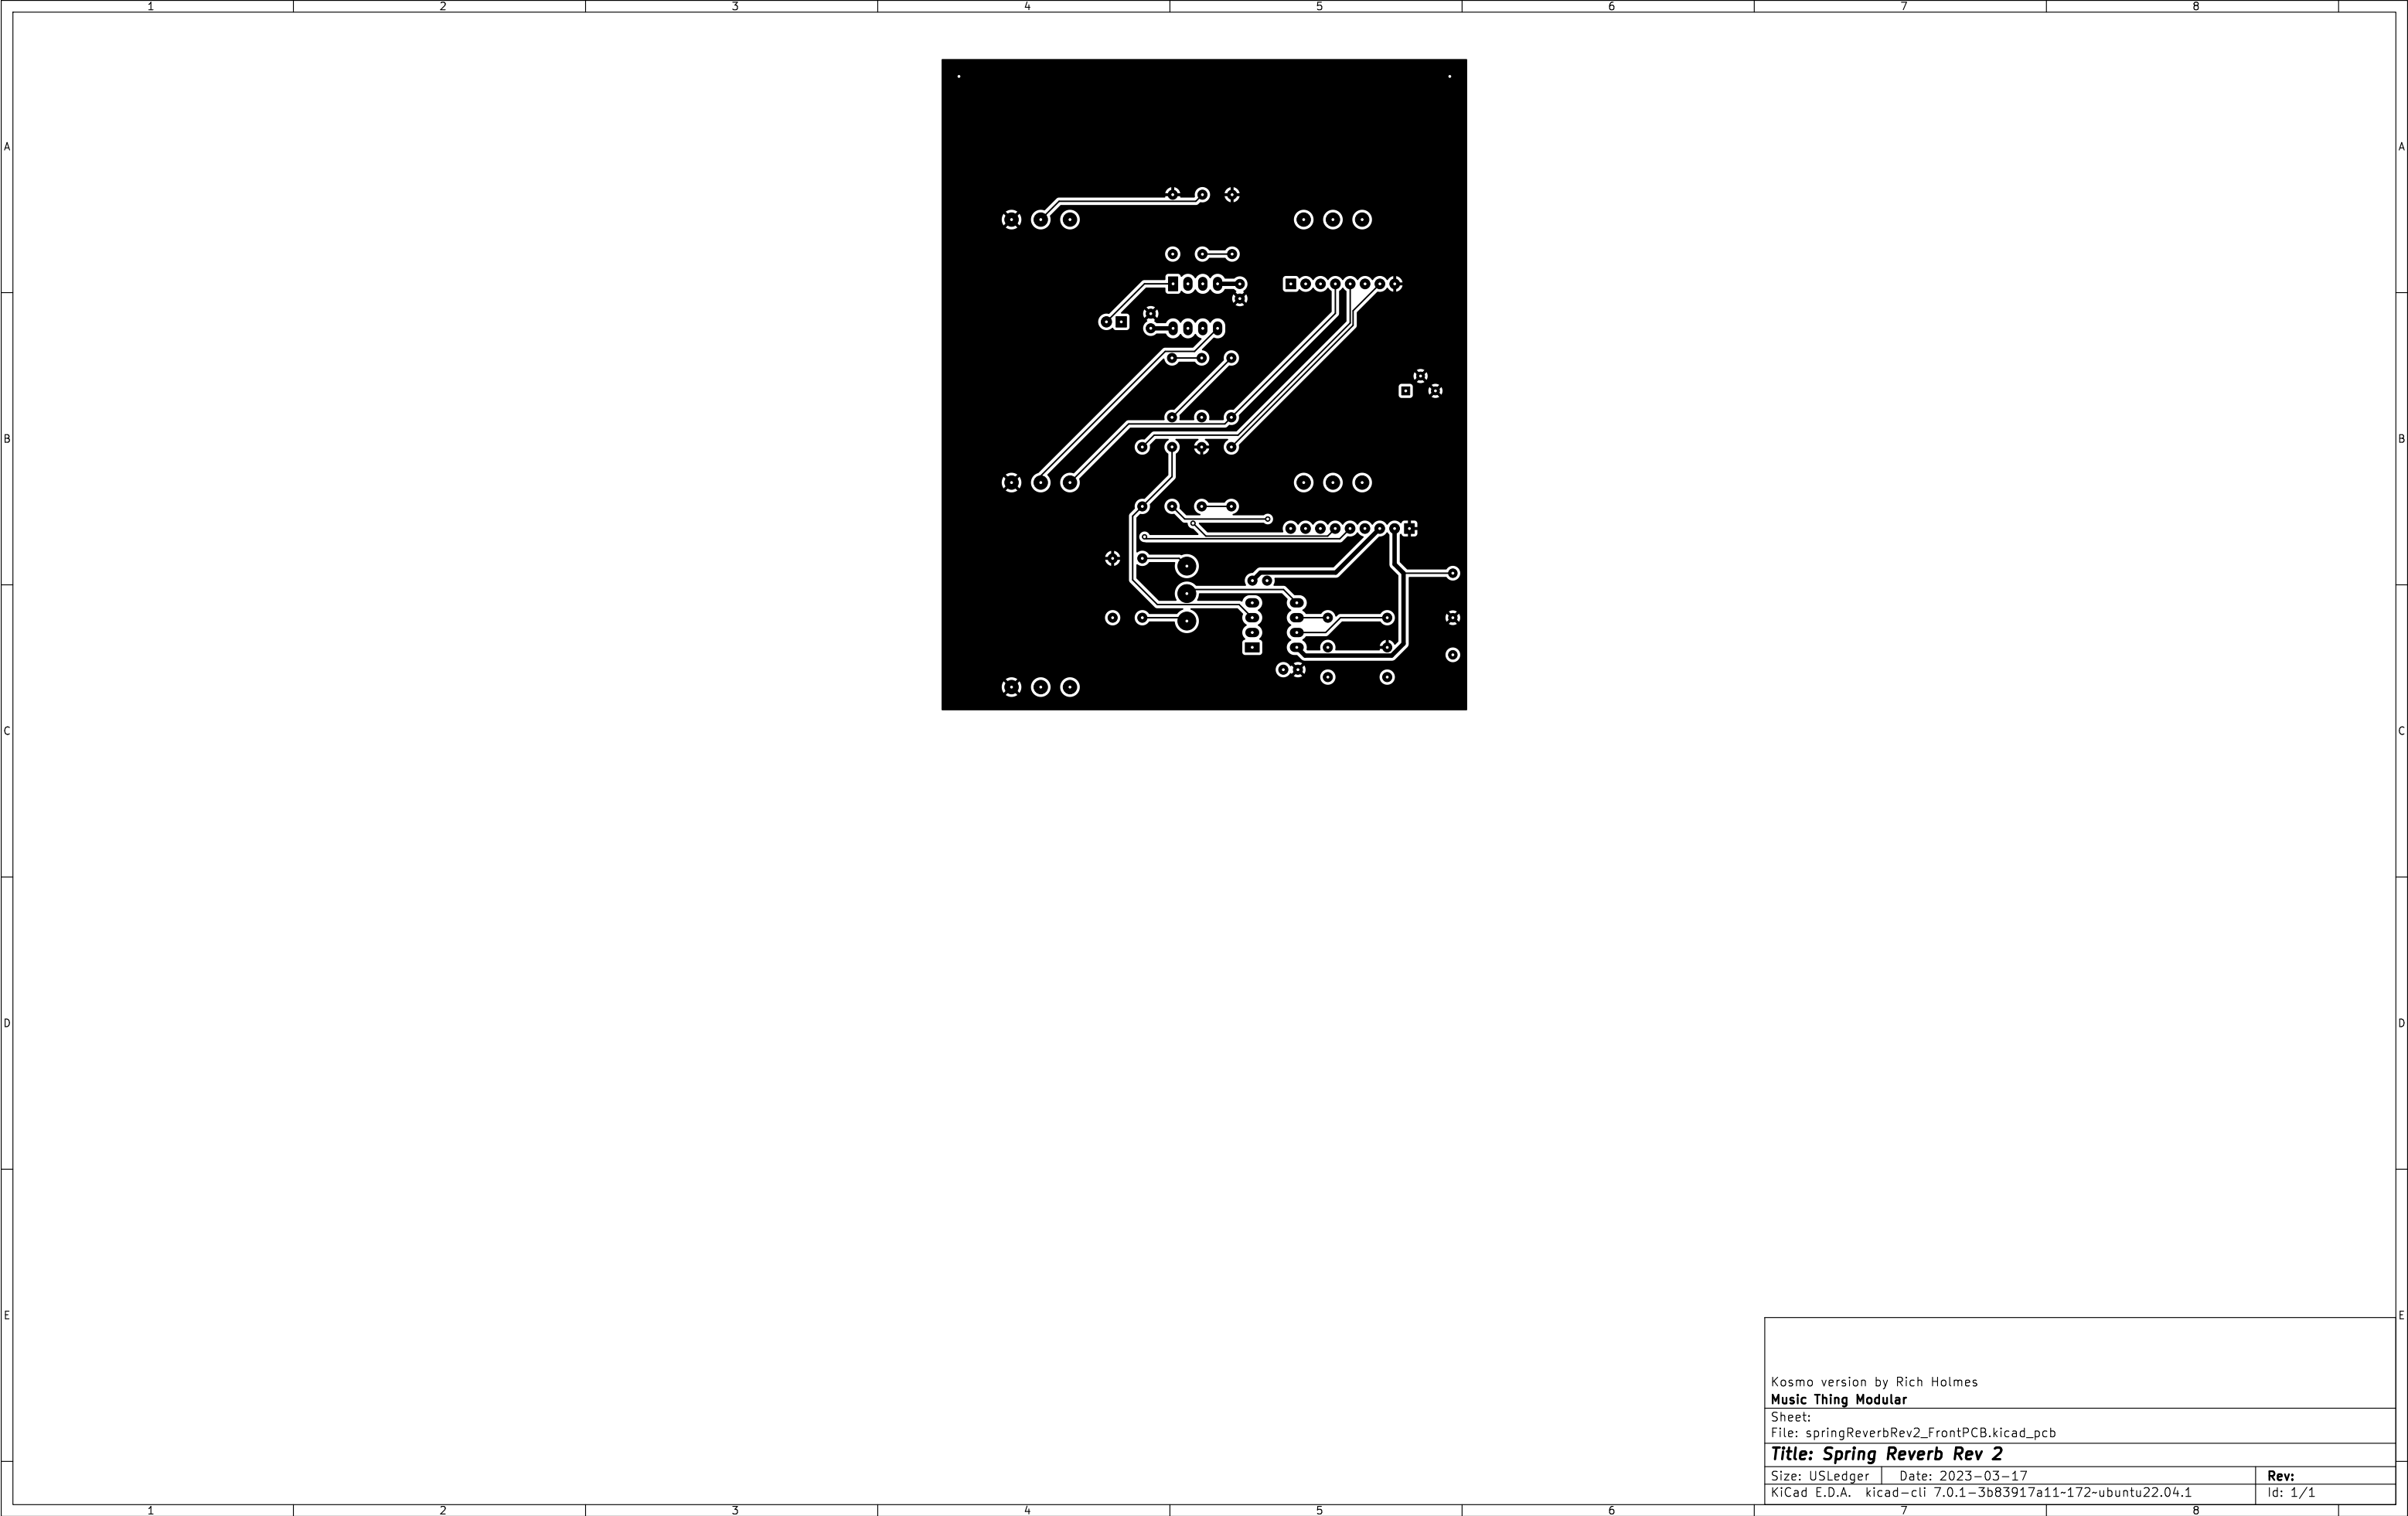 1 2 3 4 5 6 7 8
A A
B B
C C
D D
E E
Kosmo version by Rich Holmes
Music Thing Modular
Sheet:
File: springReverbRev2_FrontPCB.kicad_pcb
Title: Spring Reverb Rev 2
Size: USLedger Date: 2023-03-17 Rev:
KiCad E.D.A. kicad-cli 7.0.1-3b83917a11~172~ubuntu22.04.1 Id: 1/1
1 2 3 4 5 6 7 8